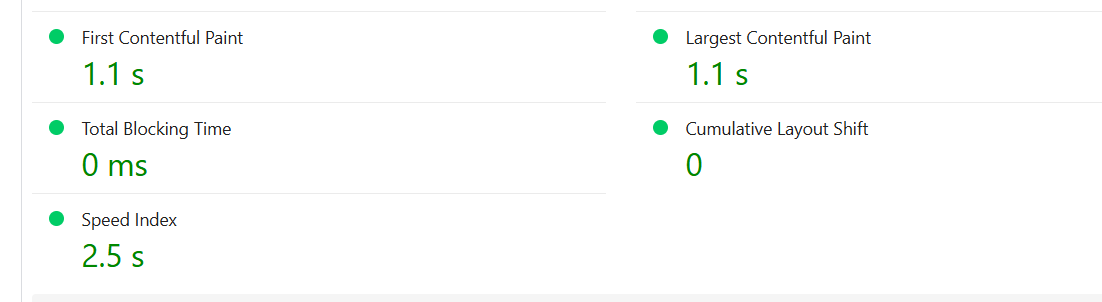 First Contentful Paint
1.1 s
Largest Contentful Paint
1.1 s
Total Blocking Time
0 ms
Cumulative Layout Shift
0
Speed Index
2.5 s